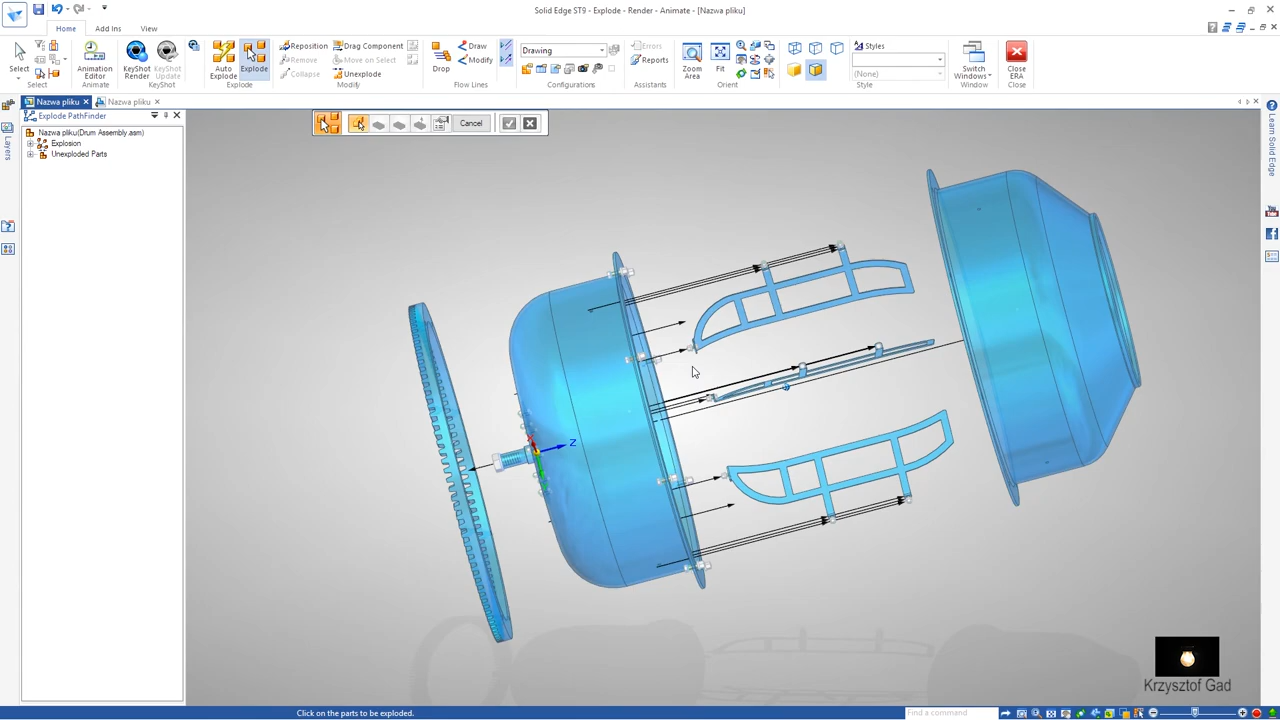 Solid Edge ST9 - Explode - Render - Animate - [Nazwa pliku]
Home Add Ins View
Select
Select
Animation Editor
Animate
KeyShot Render
KeyShot Update
KeyShot
Auto Explode
Explode
Explode
Reposition
Remove
Collapse
Drag Component
Move on Select
Unexplode
Modify
Drop
Draw
Modify
Flow Lines
Drawing
Configurations
Errors
Reports
Assistants
Zoom Area
Fit
Orient
Styles
(None)
Style
Switch Windows
Window
Close ERA
Close
Nazwa pliku
Nazwa pliku
Explode PathFinder
Nazwa pliku(Drum Assembly.asm)
Explosion
Unexploded Parts
Layers
Cancel
Learn Solid Edge
You Tube
Z
Krzysztof Gad
Click on the parts to be exploded.
Find a command